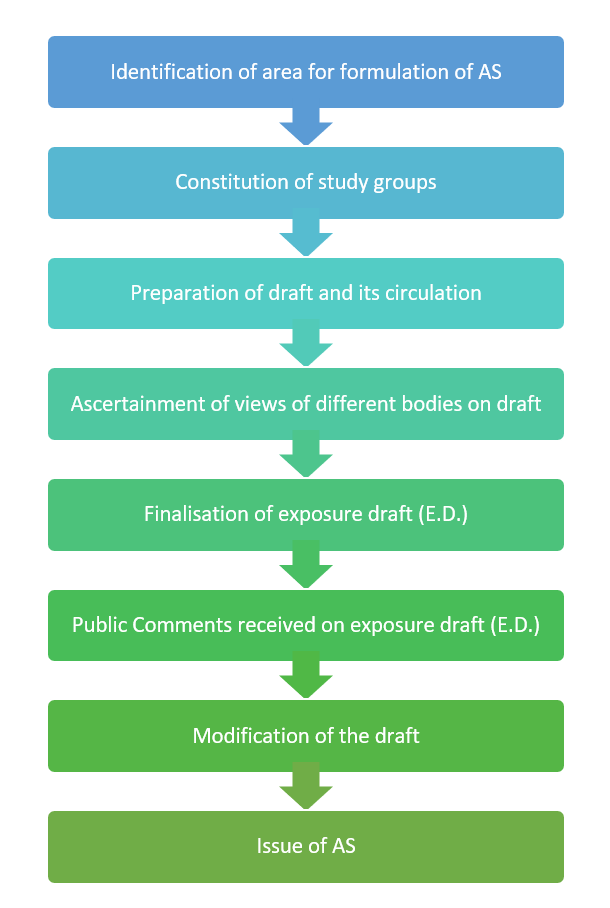 Identification of area for formulation of AS
Constitution of study groups
Preparation of draft and its circulation
Ascertainment of views of different bodies on draft
Finalisation of exposure draft (E.D.)
Public Comments received on exposure draft (E.D.)
Modification of the draft
Issue of AS